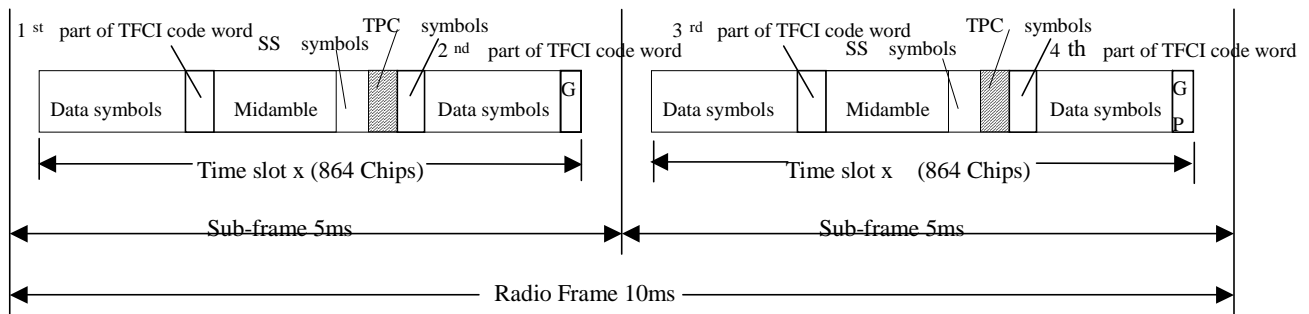 1 st part of TFCI code word
SS symbols
TPC symbols
2 nd part of TFCI code word
3 rd part of TFCI code word
SS symbols
TPC symbols
4 th part of TFCI code word
Data symbols
Midamble
Data symbols
G
Data symbols
Midamble
Data symbols
G
P
Time slot x (864 Chips)
Time slot x (864 Chips)
Sub-frame 5ms
Sub-frame 5ms
Radio Frame 10ms